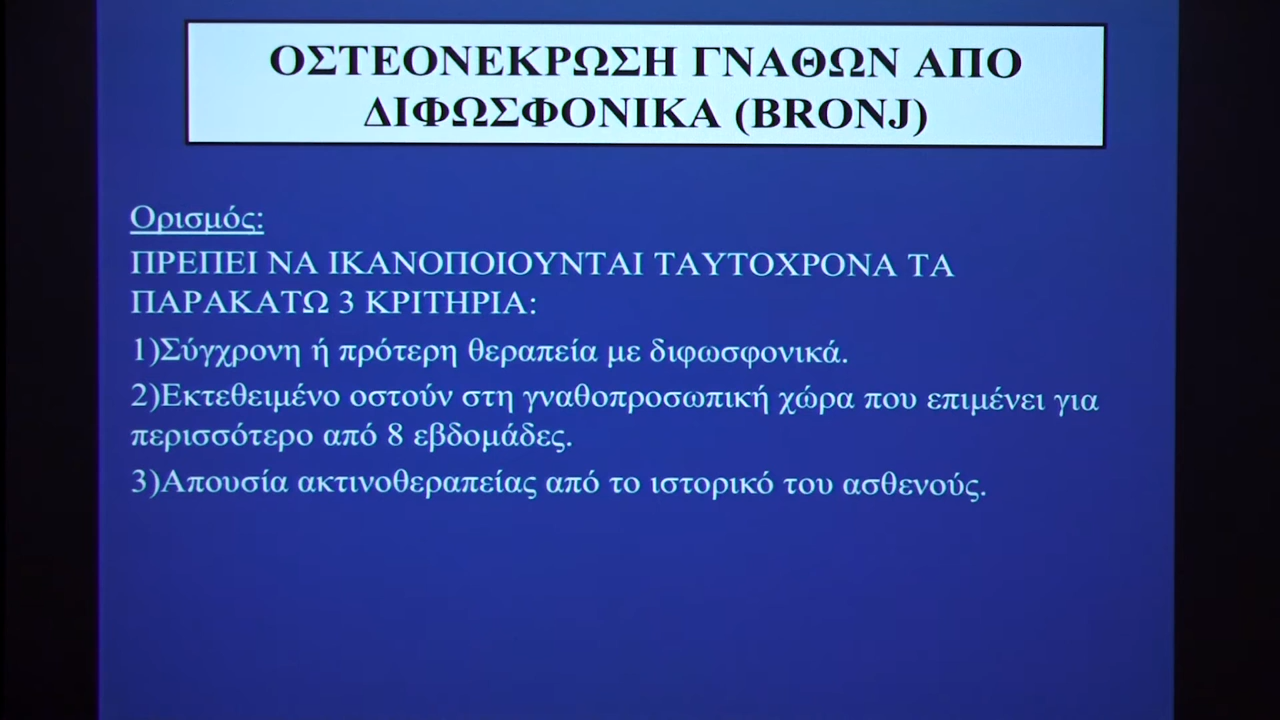 ΟΣΤΕΟΝΕΚΡΩΣΗ ΓΝΑΘΩΝ ΑΠΟ
ΔΙΦΩΣΦΟΝΙΚΑ (BRONJ)
Ορισμός:
ΠΡΕΠΕΙ ΝΑ ΙΚΑΝΟΠΟΙΟΥΝΤΑΙ ΤΑΥΤΟΧΡΟΝΑ ΤΑ
ΠΑΡΑΚΑΤΩ 3 ΚΡΙΤΗΡΙΑ:
1)Σύγχρονη ή πρότερη θεραπεία με διφωσφονικά.
2)Εκτεθειμένο οστούν στη γναθοπροσωπική χώρα που επιμένει για
περισσότερο από 8 εβδομάδες.
3)Απουσία ακτινοθεραπείας από το ιστορικό του ασθενούς.